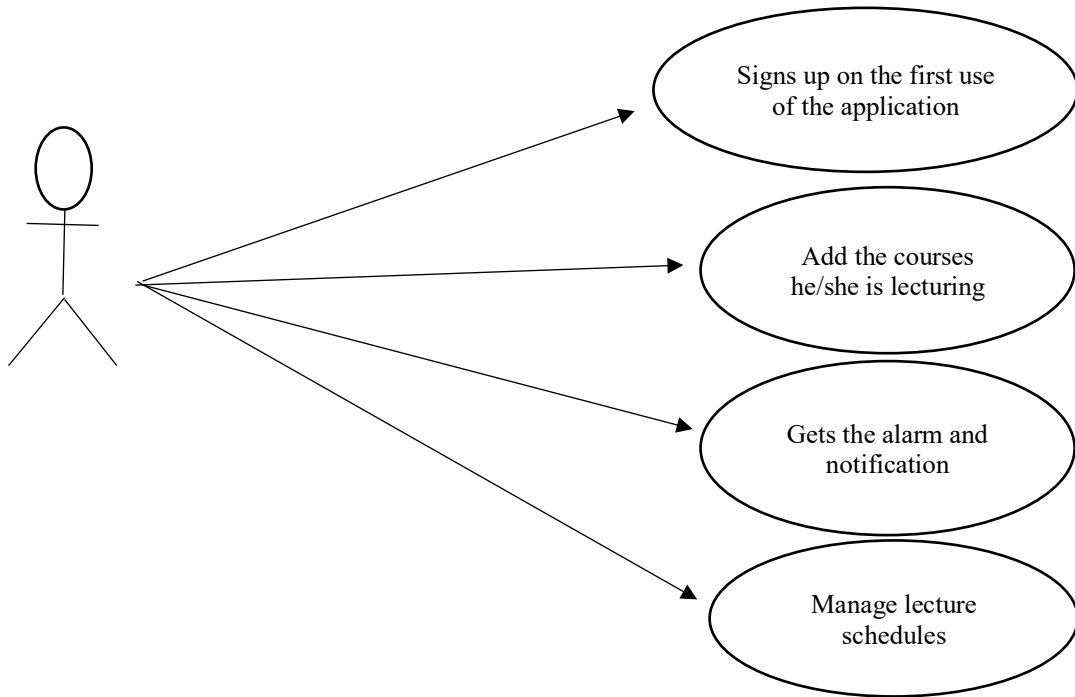 Signs up on the first use
of the application
Add the courses
he/she is lecturing
Gets the alarm and
notification
Manage lecture
schedules